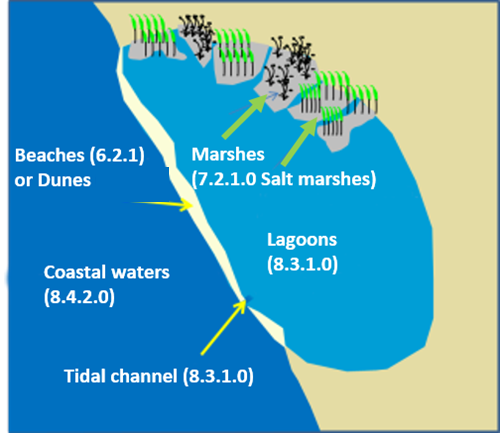 Beaches (6.2.1)
or Dunes
Marshes
(7.2.1.0 Salt marshes)
Lagoons
(8.3.1.0)
Coastal waters
(8.4.2.0)
Tidal channel (8.3.1.0)